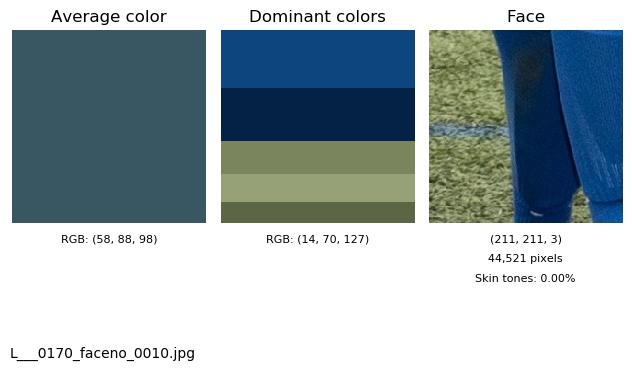 Average color
Dominant colors
Face
RGB: (58, 88, 98)
RGB: (14, 70, 127)
(211, 211, 3)
44,521 pixels
Skin tones: 0.00%
L___0170_faceno_0010.jpg